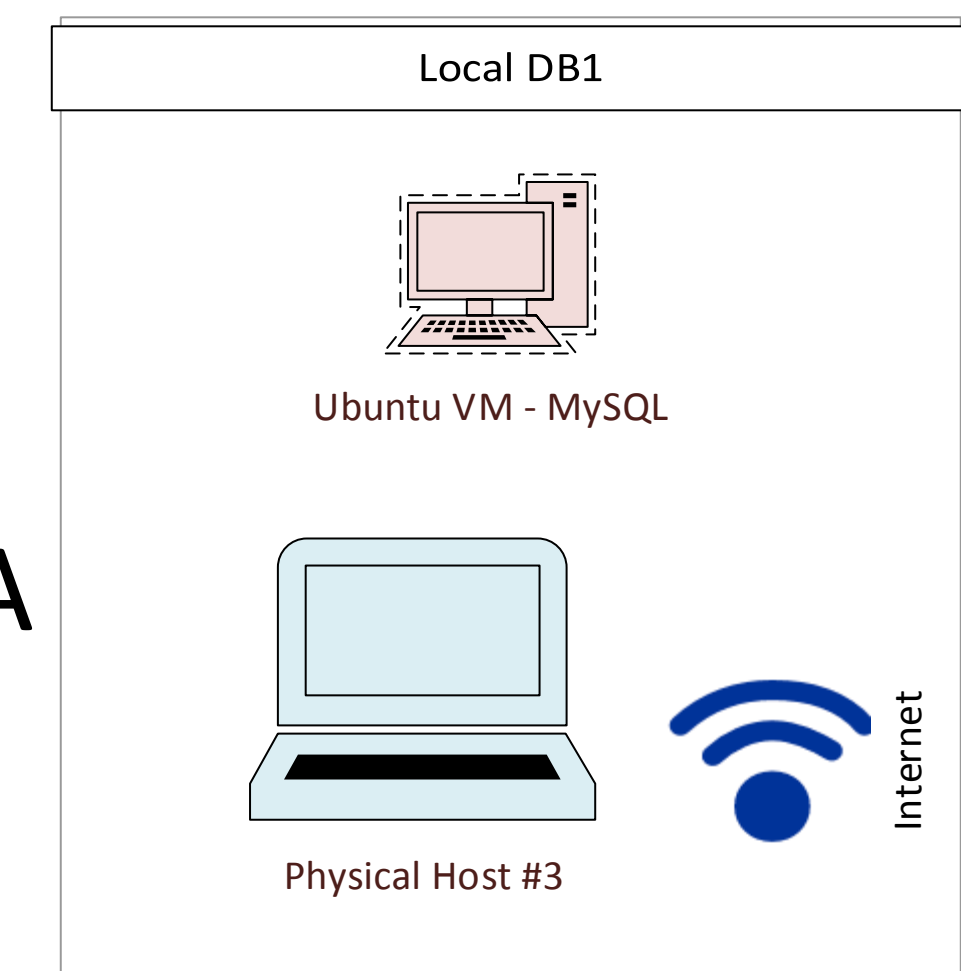 Local DB1
Ubuntu VM - MySQL
A
Internet
Physical Host #3